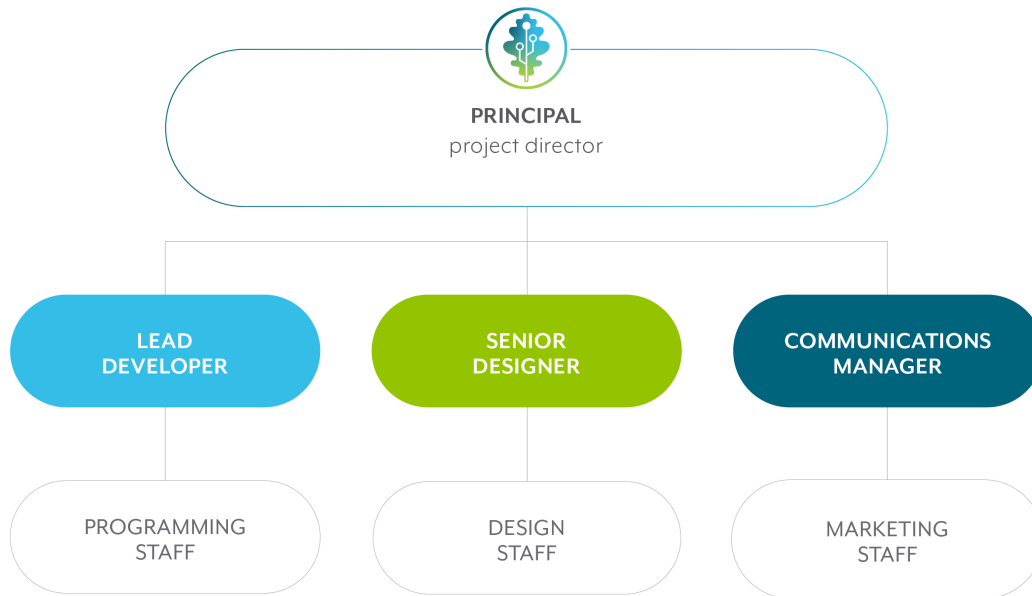 PRINCIPAL
project director
LEAD
DEVELOPER
SENIOR
DESIGNER
COMMUNICATIONS
MANAGER
PROGRAMMING
STAFF
DESIGN
STAFF
MARKETING
STAFF